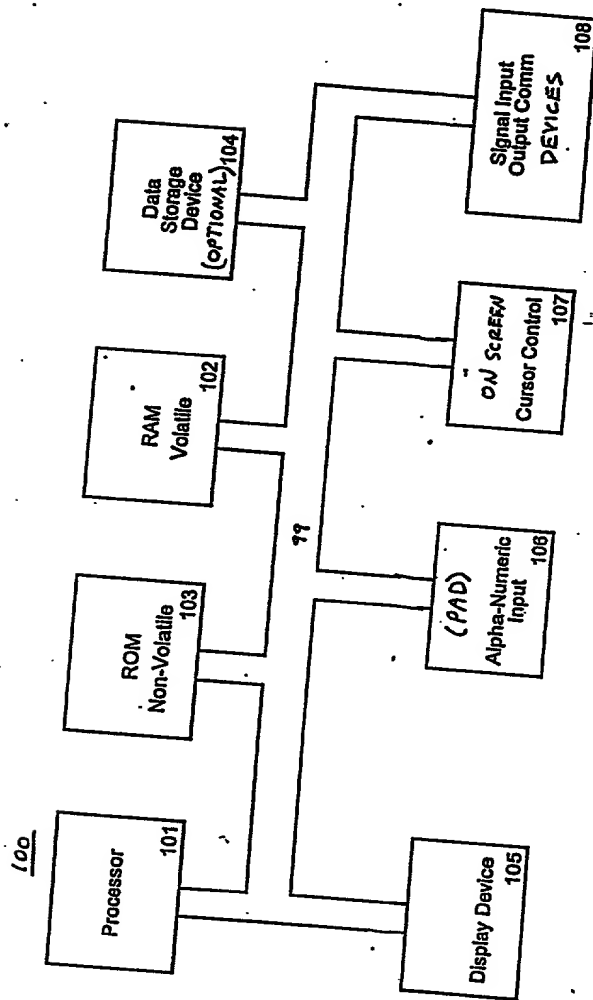 100
Processor
101
ROM
Non-Volatile
103
RAM
Volatile
102
Data
Storage
Device
(OPTIONAL)
104
99
Display Device
105
(PAD)
Alpha-Numeric
Input
106
ON SCREEN
Cursor Control
107
Signal Input
Output Comm
DEVICES
108